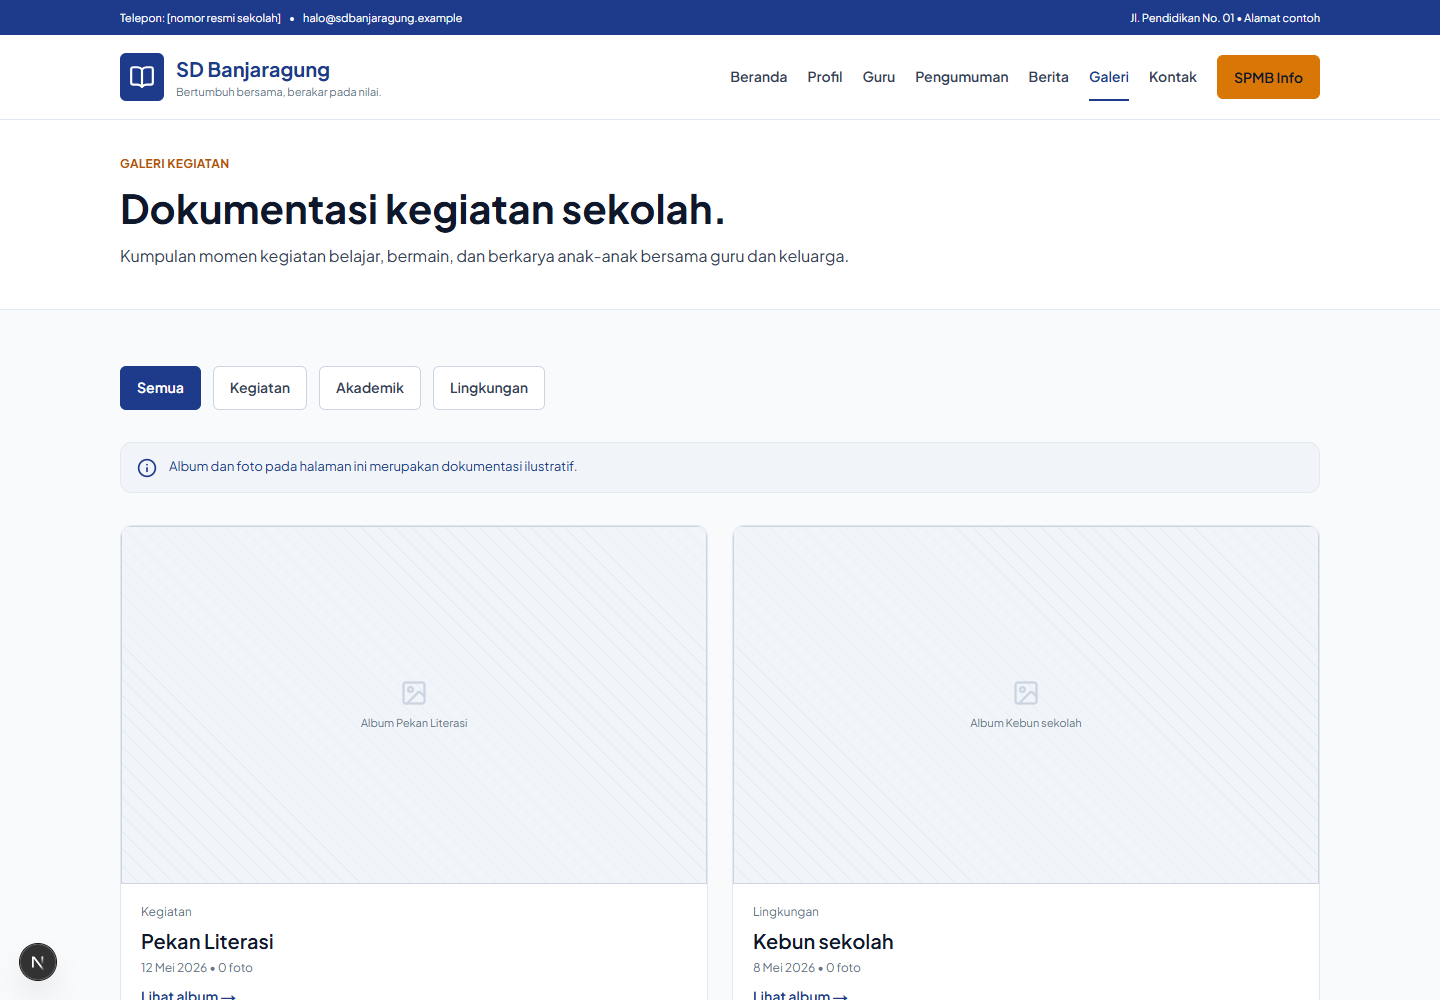 Telepon: [nomor resmi sekolah] • halo@sdbanjaragung.example
Jl. Pendidikan No. 01 • Alamat contoh
SD Banjaragung
Bertumbuh bersama, berakar pada nilai.
Beranda
Profil
Guru
Pengumuman
Berita
Galeri
Kontak
SPMB Info
GALERI KEGIATAN
Dokumentasi kegiatan sekolah.
Kumpulan momen kegiatan belajar, bermain, dan berkarya anak-anak bersama guru dan keluarga.
Semua
Kegiatan
Akademik
Lingkungan
Album dan foto pada halaman ini merupakan dokumentasi ilustratif.
Album Pekan Literasi
Album Kebun sekolah
Kegiatan
Pekan Literasi
12 Mei 2026 • 0 foto
Lihat album →
Lingkungan
Kebun sekolah
8 Mei 2026 • 0 foto
Lihat album →
N